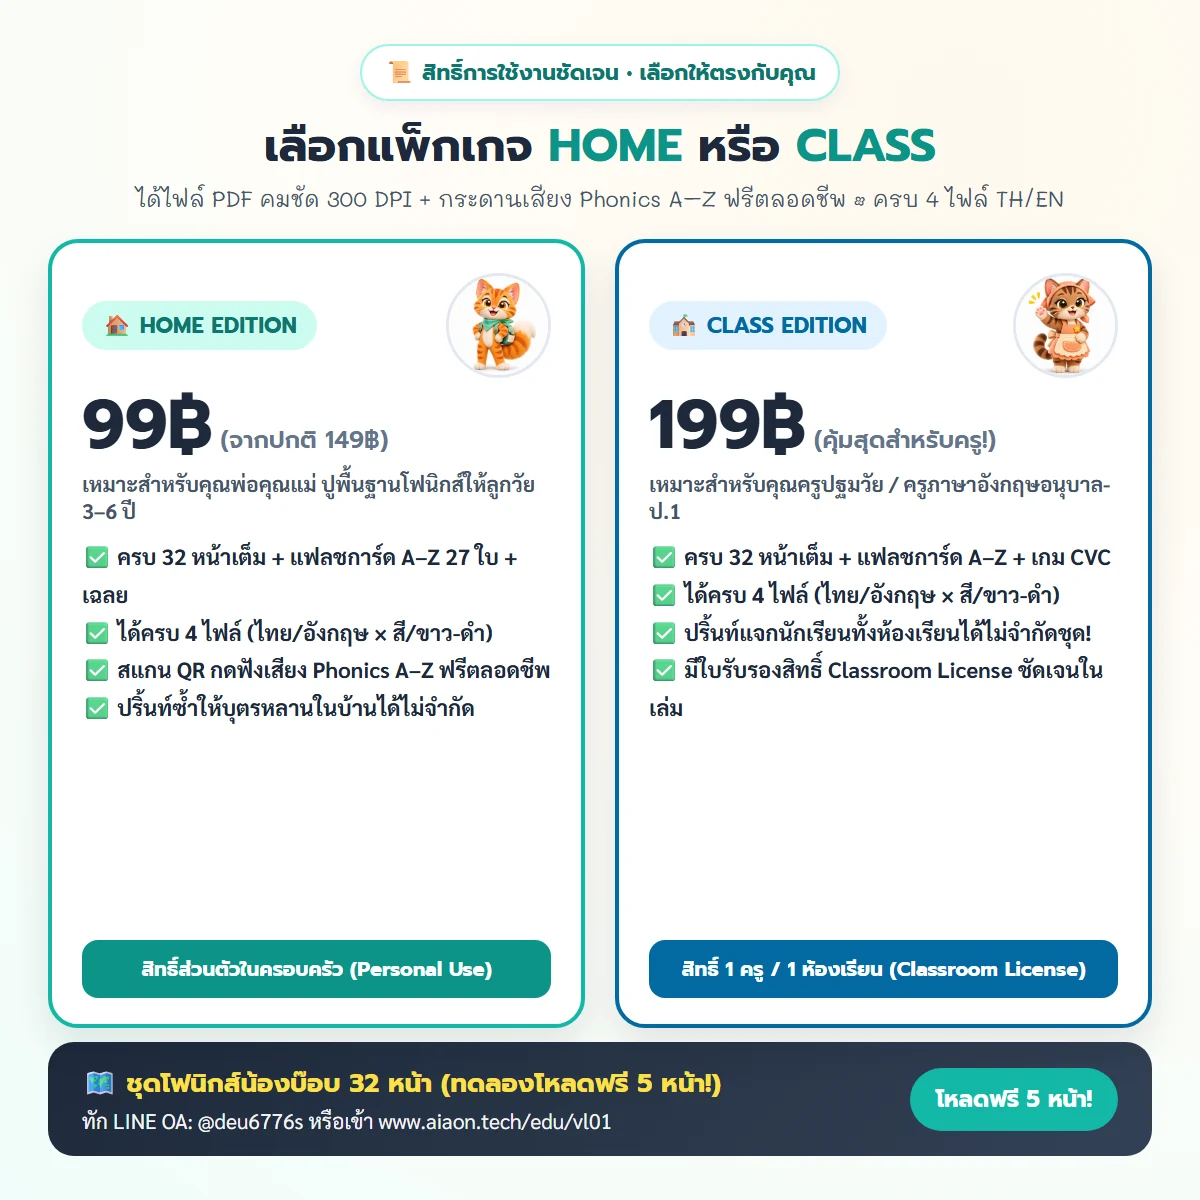 📜 สิทธิ์การใช้งานชัดเจน • เลือกให้ตรงกับคุณ
เลือกแพ็กเกจ HOME หรือ CLASS
ได้ไฟล์ PDF คมชัด 300 DPI + กระดานเสียง Phonics A–Z ฟรีตลอดชีพ ๛ ครบ 4 ไฟล์ TH/EN
🏠 HOME EDITION
99฿ (จากปกติ 149฿)
เหมาะสำหรับคุณพ่อคุณแม่ ปูพื้นฐานโฟนิกส์ให้ลูกวัย
3–6 ปี
✅ ครบ 32 หน้าเต็ม + แฟลชการ์ด A–Z 27 ใบ +
เฉลย
✅ ได้ครบ 4 ไฟล์ (ไทย/อังกฤษ × สี/ขาว-ดำ)
✅ สแกน QR กดฟังเสียง Phonics A–Z ฟรีตลอดชีพ
✅ ปริ้นท์ซ้ำให้บุตรหลานในบ้านได้ไม่จำกัด
สิทธิ์ส่วนตัวในครอบครัว (Personal Use)
🏫 CLASS EDITION
199฿ (คุ้มสุดสำหรับครู!)
เหมาะสำหรับคุณครูปฐมวัย / ครูภาษาอังกฤษอนุบาล-
ป.1
✅ ครบ 32 หน้าเต็ม + แฟลชการ์ด A–Z + เกม CVC
✅ ได้ครบ 4 ไฟล์ (ไทย/อังกฤษ × สี/ขาว-ดำ)
✅ ปริ้นท์แจกนักเรียนทั้งห้องเรียนได้ไม่จำกัดชุด!
✅ มีใบรับรองสิทธิ์ Classroom License ชัดเจนใน
เล่ม
สิทธิ์ 1 ครู / 1 ห้องเรียน (Classroom License)
🗺️ ชุดโฟนิกส์น้องบ๊อบ 32 หน้า (ทดลองโหลดฟรี 5 หน้า!)
ทัก LINE OA: @deu6776s หรือเข้า www.aiaon.tech/edu/vl01
โหลดฟรี 5 หน้า!